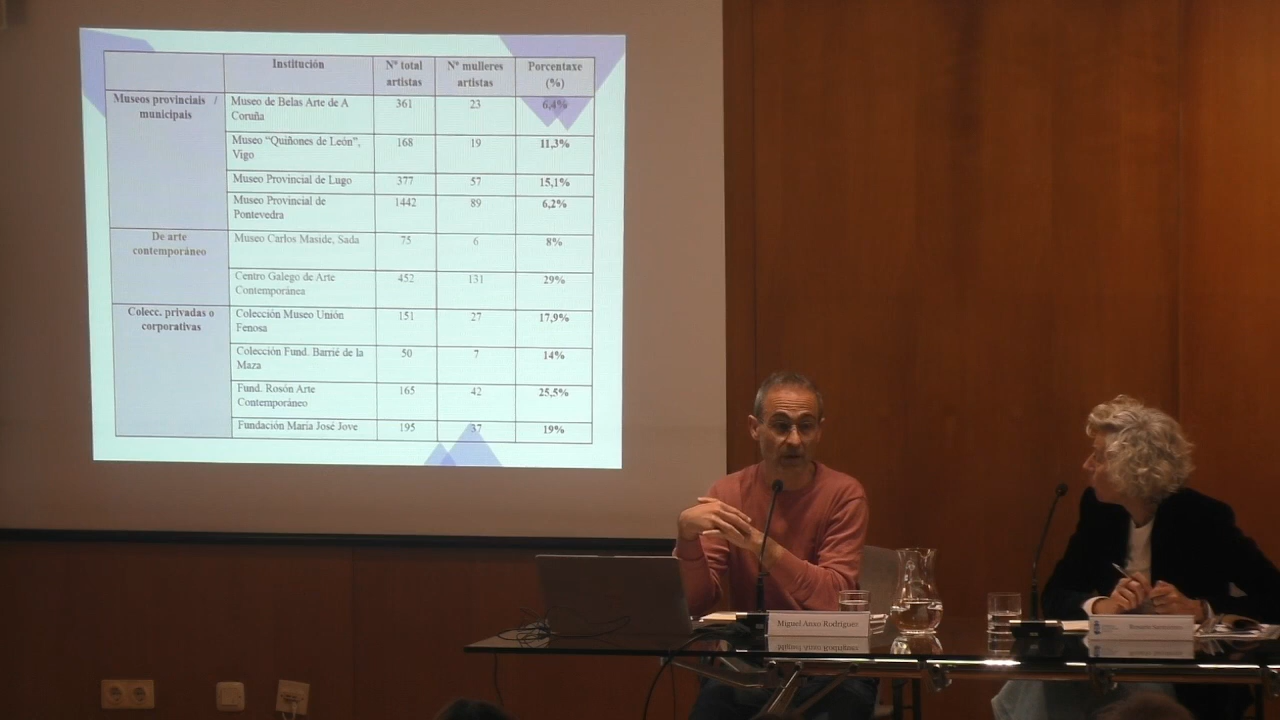 Institución Nº total Nº mulleres Porcentaxe
artistas artistas (%)
Museos provinciais / Museo de Belas Arte de A 361 23 6,4%
municipais Coruña
Museo “Quiñones de León”, 168 19 11,3%
Vigo
Museo Provincial de Lugo 377 57 15,1%
Museo Provincial de 1442 89 6,2%
Pontevedra
De arte Museo Carlos Maside, Sada 75 6 8%
contemporáneo
Centro Galego de Arte 452 131 29%
Contemporánea
Colecc. privadas o Colección Museo Unión 151 27 17,9%
corporativas Fenosa
Colección Fund. Barrié de la 50 7 14%
Maza
Fund. Rosón Arte 165 42 25,5%
Contemporáneo
Fundación María José Jove 195 37 19%
Miguel Anxo Rodríguez